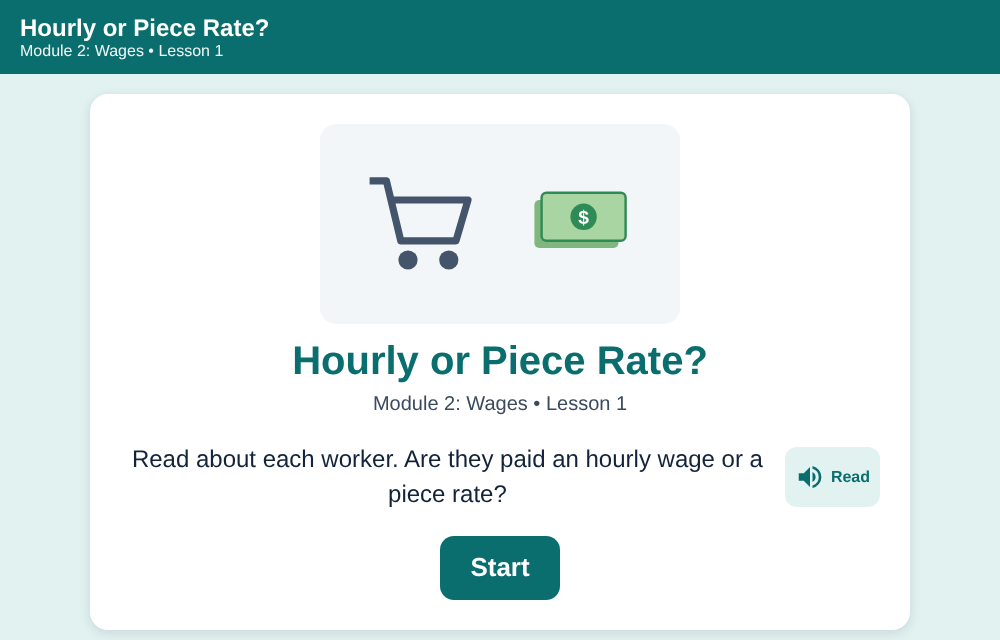 Hourly or Piece Rate?
Module 2: Wages • Lesson 1
$
Hourly or Piece Rate?
Module 2: Wages • Lesson 1
Read about each worker. Are they paid an hourly wage or a
piece rate?
Read
Start